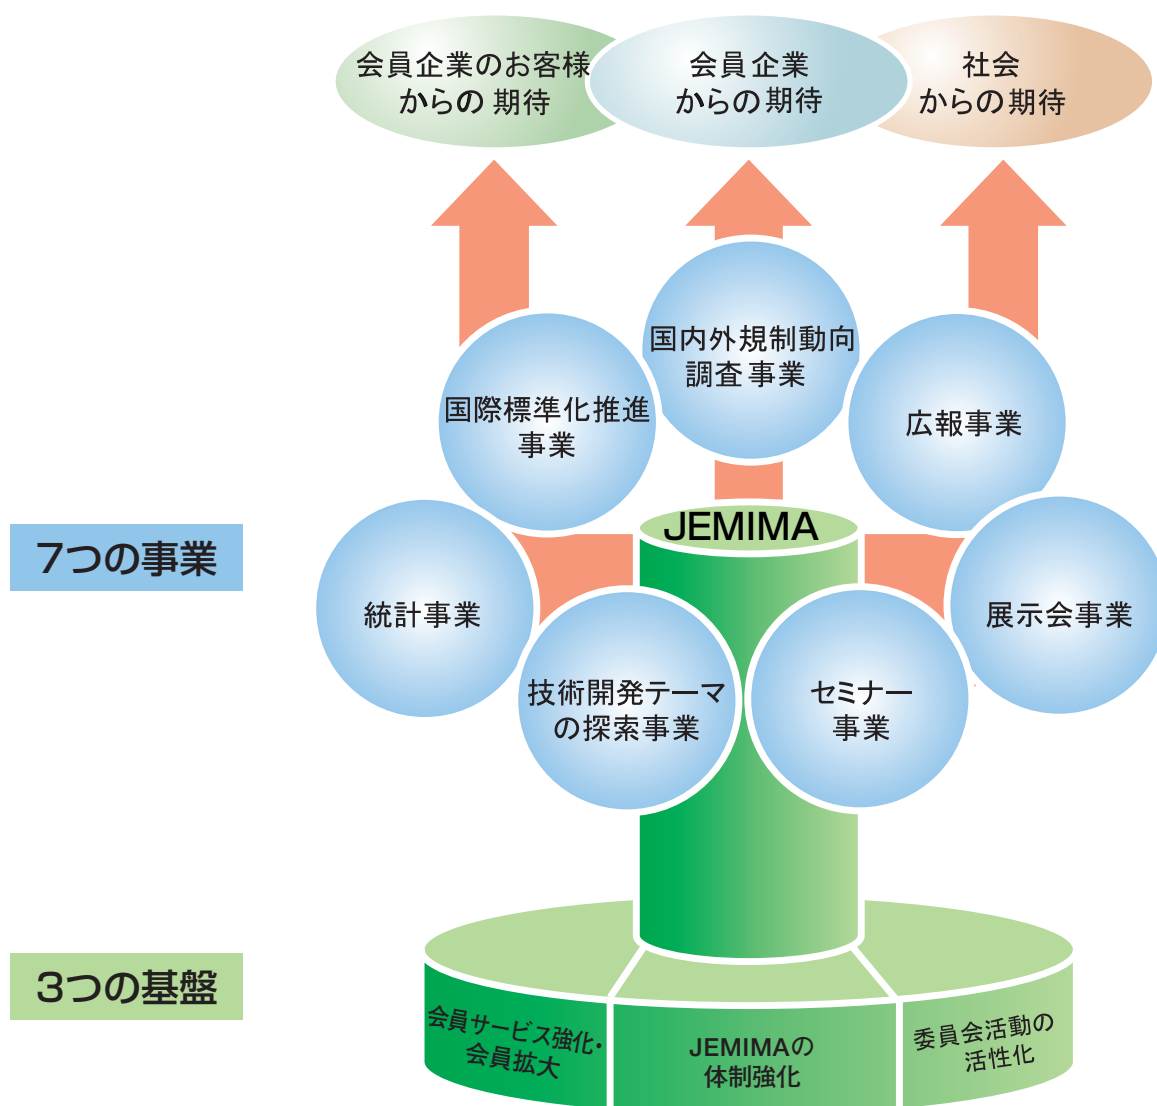 会員企業のお客様
からの期待
会員企業
からの期待
社会
からの期待
国内外規制動向
調査事業
国際標準化推進
事業
広報事業
JEMIMA
7つの事業
統計事業
展示会事業
技術開発テーマ
の探索事業
セミナー
事業
3つの基盤
会員サービス強化・
会員拡大
JEMIMAの
体制強化
委員会活動の
活性化